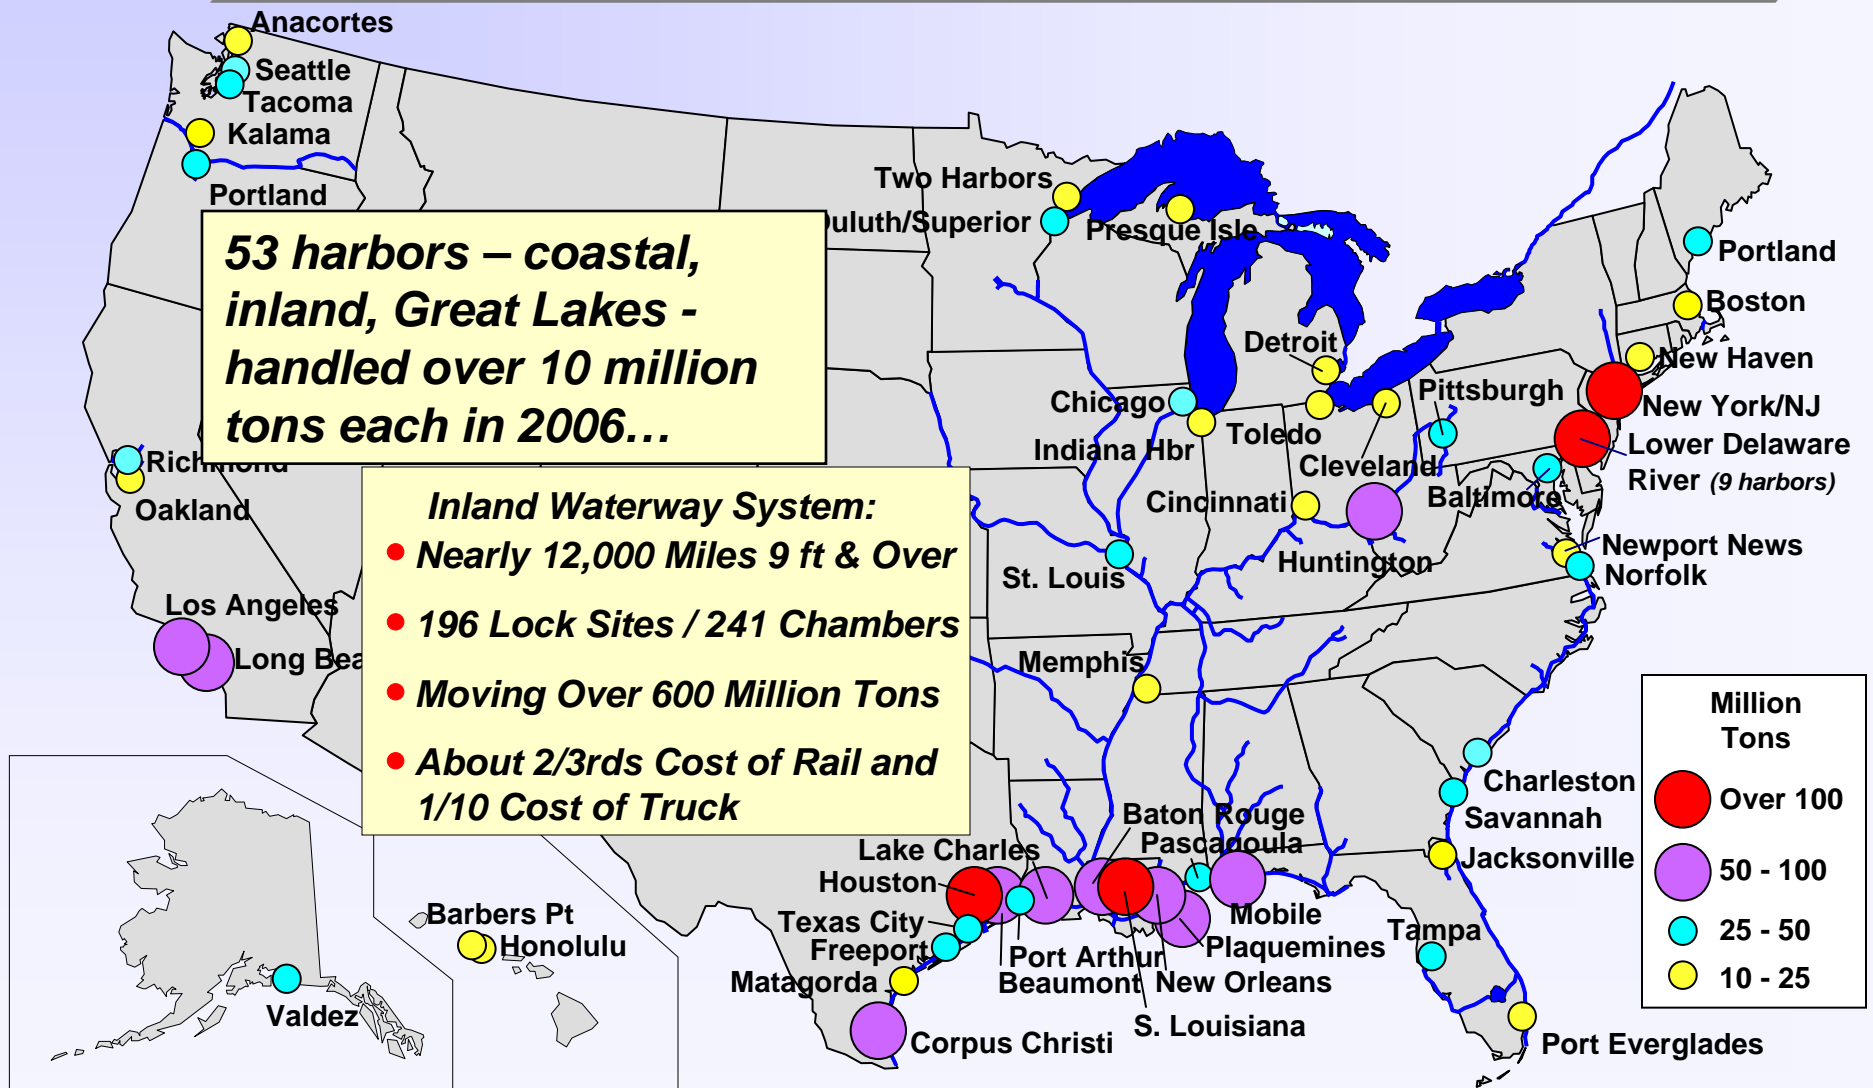 Anacortes
Seattle
Tacoma
Kalama
Portland
53 harbors – coastal,
inland, Great Lakes -
handled over 10 million
tons each in 2006…
Richmond
Oakland
Los Angeles
Long Bea
Inland Waterway System:
• Nearly 12,000 Miles 9 ft & Over
• 196 Lock Sites / 241 Chambers
• Moving Over 600 Million Tons
• About 2/3rds Cost of Rail and
1/10 Cost of Truck
Two Harbors
uluth/Superior
Presque Isle
Detroit
Chicago
Indiana Hbr
Toledo
Cleveland
Pittsburgh
Cincinnati
Huntington
St. Louis
Memphis
Portland
Boston
New Haven
New York/NJ
Lower Delaware
River (9 harbors)
Baltimore
Newport News
Norfolk
Charleston
Savannah
Jacksonville
Tampa
Port Everglades
Baton Rouge
Pascagoula
Lake Charles
Houston
Texas City
Freeport
Matagorda
Corpus Christi
Port Arthur
Beaumont
Mobile
Plaquemines
New Orleans
S. Louisiana
Barbers Pt
Honolulu
Valdez
Million
Tons
Over 100
50 - 100
25 - 50
10 - 25